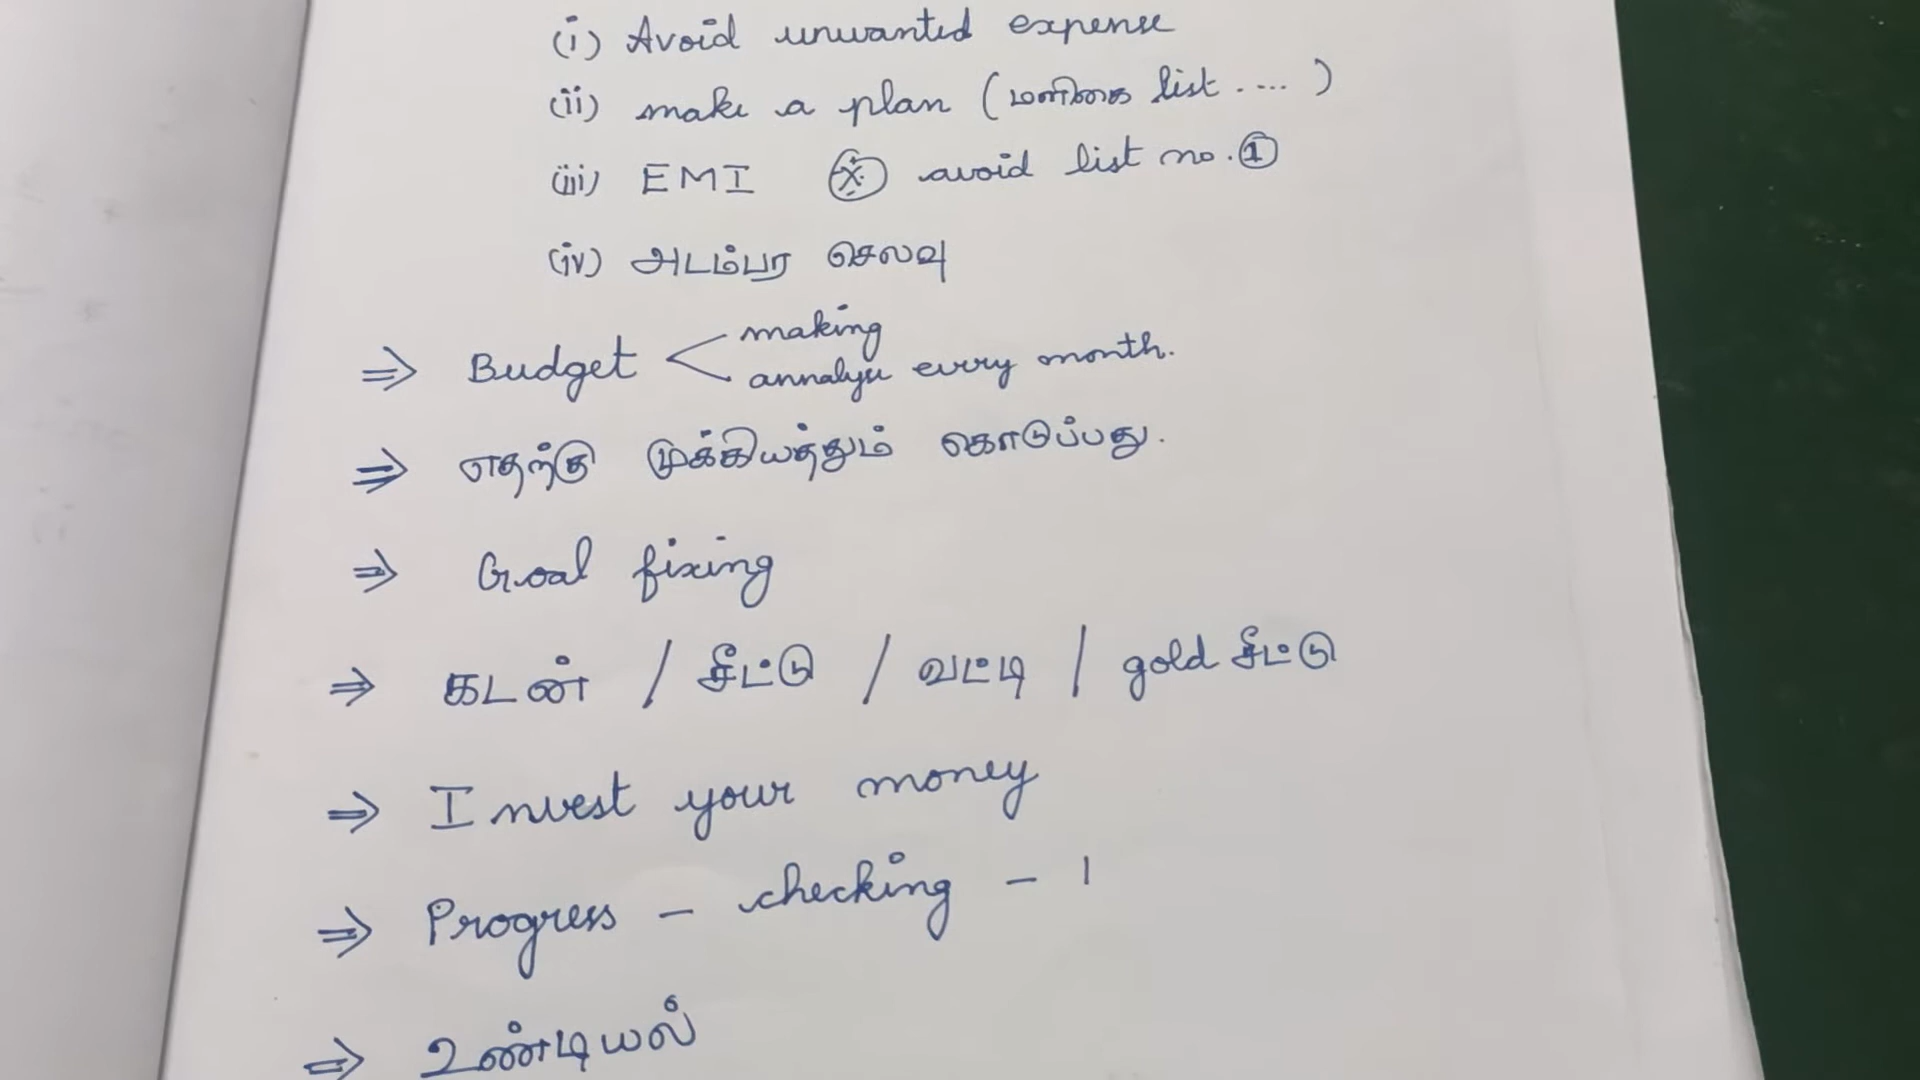 (i) Avoid unwanted expense
(ii) make a plan (மளிகை list ....)
(iii) EMI ⓧ avoid list no. ①
(iv) அடம்பர செலவு
⇒ Budget < making
annalyse every month.
⇒ எதற்கு முக்கியத்தும் கொடுப்பது.
⇒ Goal fixing
⇒ கடன் / சீட்டு / வட்டி / gold சீட்டு
⇒ Invest your money
⇒ Progress - checking - 1
⇒ உண்டியல்